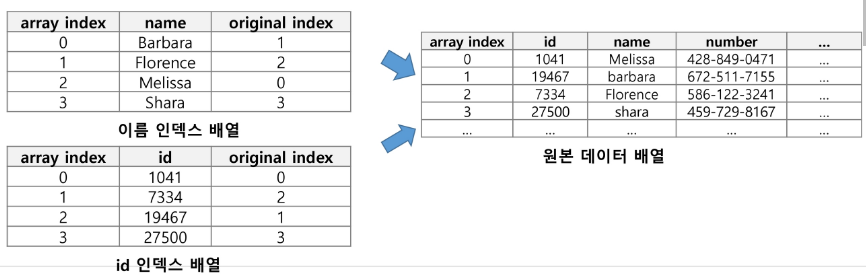 array index name original index
0 Barbara 1
1 Florence 2
2 Melissa 0
3 Shara 3
이름 인덱스 배열
array index id original index
0 1041 0
1 7334 2
2 19467 1
3 27500 3
id 인덱스 배열
array index id name number ...
0 1041 Melissa 428-849-0471 ...
1 19467 barbara 672-511-7155 ...
2 7334 Florence 586-122-3241 ...
3 27500 shara 459-729-8167 ...
... ... ... ... ...
원본 데이터 배열